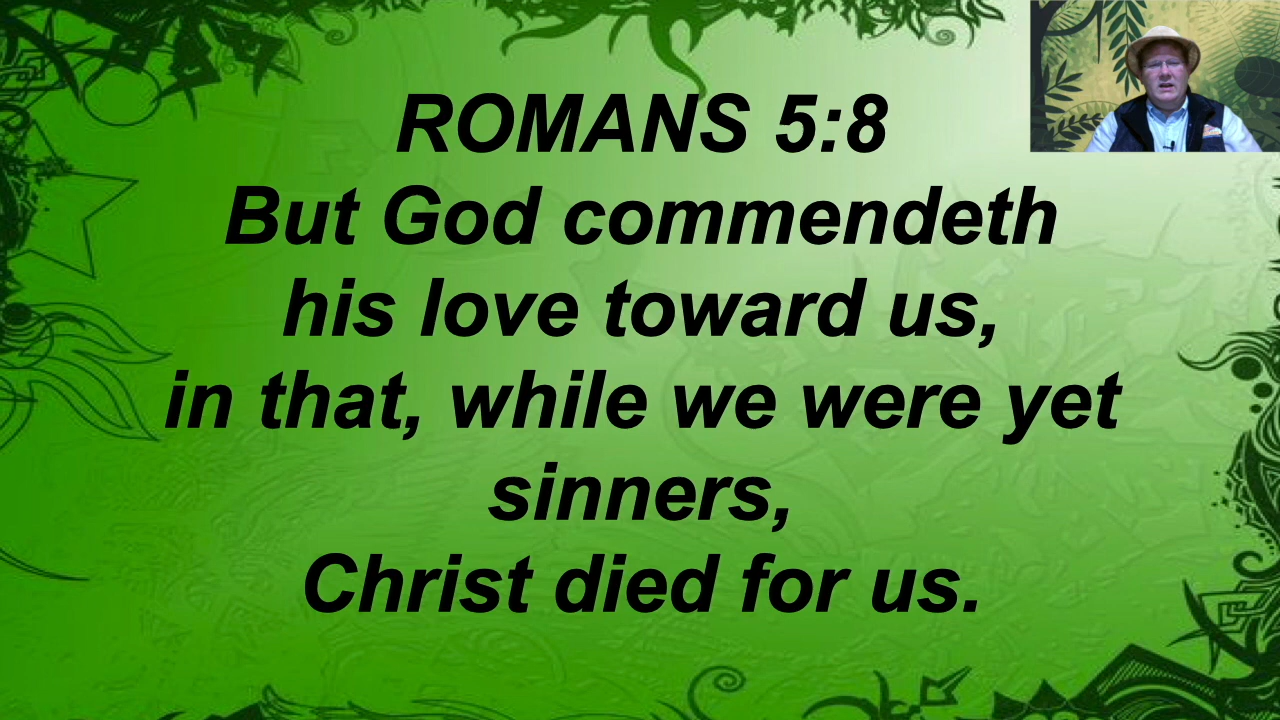 ROMANS 5:8
But God commendeth
his love toward us,
in that, while we were yet
sinners,
Christ died for us.